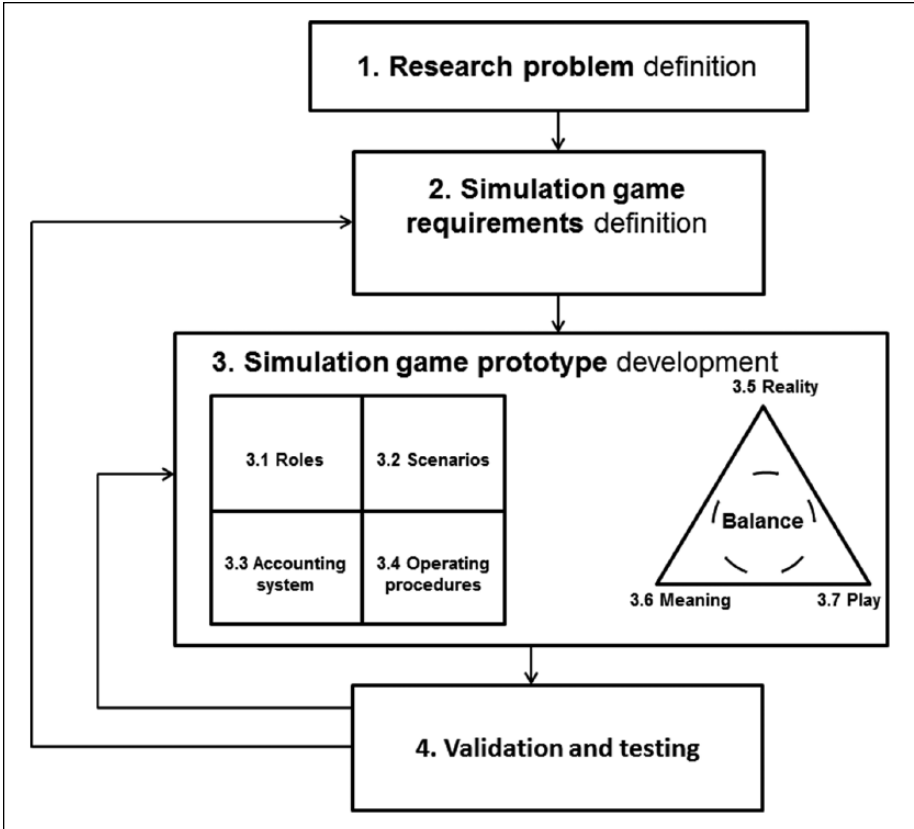 1. Research problem definition
2. Simulation game
requirements definition
3. Simulation game prototype development
3.1 Roles
3.2 Scenarios
3.3 Accounting
system
3.4 Operating
procedures
3.5 Reality
Balance
3.6 Meaning
3.7 Play
4. Validation and testing